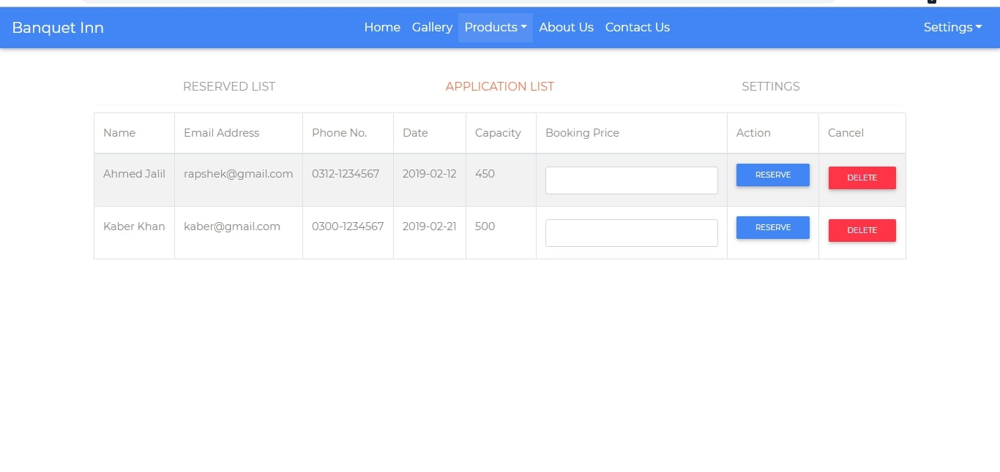 Banquet Inn Home Gallery Products About Us Contact Us Settings
RESERVED LIST APPLICATION LIST SETTINGS
Name Email Address Phone No. Date Capacity Booking Price Action Cancel
Ahmed Jalil rapshek@gmail.com 0312-1234567 2019-02-12 450 RESERVE DELETE
Kaber Khan kaber@gmail.com 0300-1234567 2019-02-21 500 RESERVE DELETE